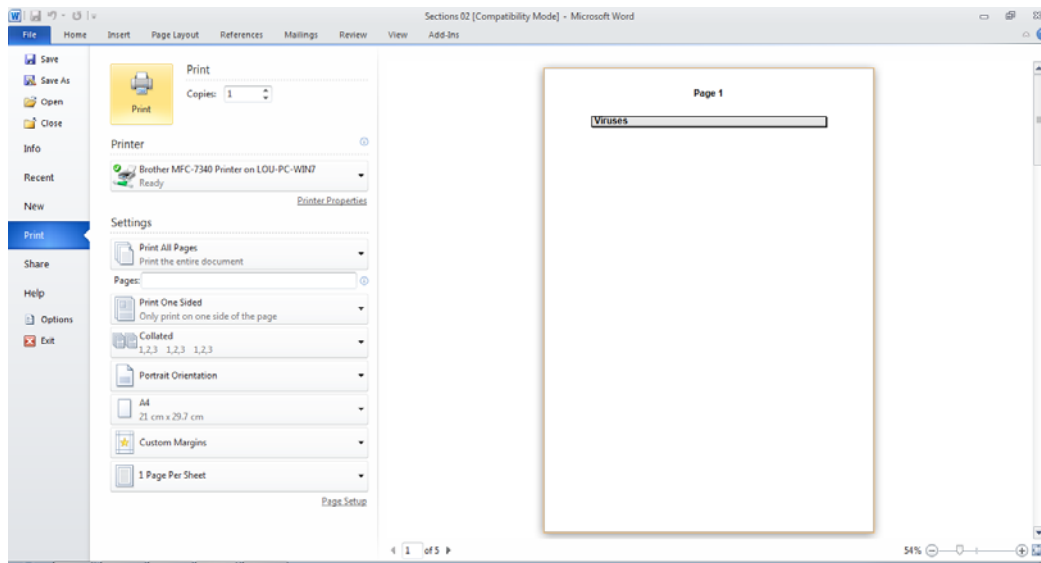 Sections 02 [Compatibility Mode] - Microsoft Word
File Home Insert Page Layout References Mailings Review View Add-Ins
Save
Save As
Open
Close
Info
Recent
New
Print
Share
Help
Options
Exit
Print
Print
Copies: 1
Printer
Brother MFC-7340 Printer on LOU-PC-WIN7
Ready
Printer Properties
Settings
Print All Pages
Print the entire document
Pages:
Print One Sided
Only print on one side of the page
Collated
1,2,3 1,2,3 1,2,3
Portrait Orientation
A4
21 cm x 29.7 cm
Custom Margins
1 Page Per Sheet
Page Setup
Page 1
Viruses
1 of 5
54%